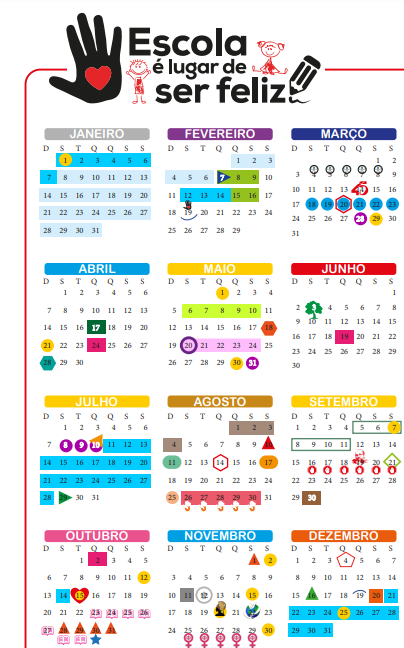 Escola
é lugar de
ser feliz
JANEIRO FEVEREIRO MARÇO
D S T Q Q S S D S T Q Q S S D S T Q Q S S
1 2 3 4 5 6 1 2 3 1 2
7 8 9 10 11 12 13 4 5 6 7 8 9 10 3 9
14 15 16 17 18 19 20 11 12 13 14 15 16 17 10 11 12 13 15 16
21 22 23 24 25 26 27 18 19 20 21 22 23 24 17 18 19 20 21 22 23
28 29 30 31 25 26 27 28 29 24 25 26 27 28 29 30
31
ABRIL MAIO JUNHO
D S T Q Q S S D S T Q Q S S D S T Q Q S S
1 2 3 4 5 6 1 2 3 4 1
7 8 9 10 11 12 13 5 6 7 8 9 10 11 2 3 4 5 6 7 8
14 15 16 17 18 19 20 12 13 14 15 16 17 18 9 10 11 12 13 14 15
21 22 23 24 25 26 27 19 20 21 22 23 24 25 16 17 18 19 20 21 22
28 29 30 26 27 28 29 30 31 23 24 25 26 27 28 29
30
JULHO AGOSTO SETEMBRO
D S T Q Q S S D S T Q Q S S D S T Q Q S S
1 2 3 4 5 6 1 2 3 1 2 3 4 5 6 7
7 8 9 10 11 12 13 4 5 6 7 8 9 8 9 10 11 12 13 14
14 15 16 17 18 19 20 11 12 13 14 15 16 17 15 16 17 18 20 21
21 22 23 24 25 26 27 18 19 20 21 22 23 24 22 23 24 25 26 27 28
28 29 30 31 25 26 27 28 29 30 31 29 30
OUTUBRO NOVEMBRO DEZEMBRO
D S T Q Q S S D S T Q Q S S D S T Q Q S S
1 2 3 4 5 1 2 1 2 3 4 5 6 7
6 7 8 9 10 11 12 3 4 5 6 7 8 9 8 9 10 11 12 13 14
13 14 15 16 17 18 19 10 11 12 13 14 15 16 15 16 17 18 19 20 21
20 21 22 23 24 25 26 17 18 19 20 21 22 23 22 23 24 25 26 27 28
27 28 29 30 31 24 25 26 27 28 29 30 29 30 31